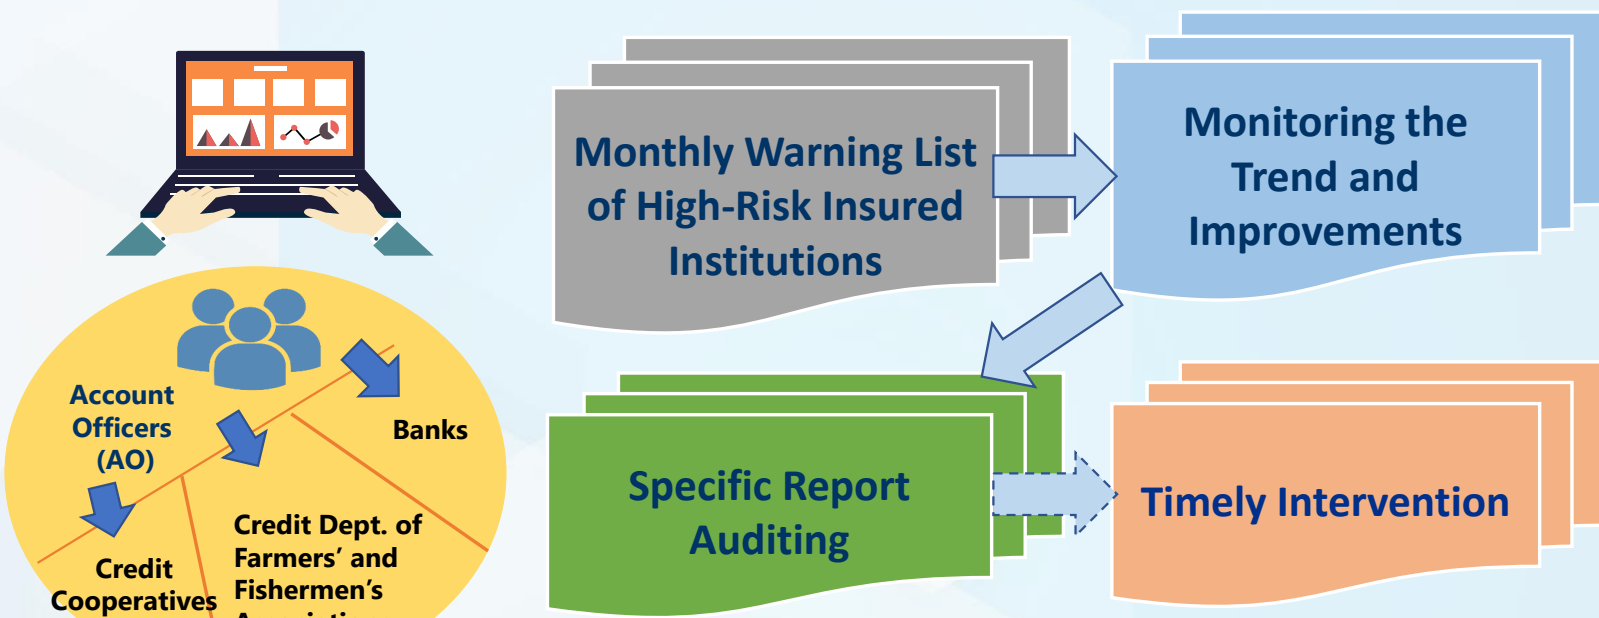 Monthly Warning List
of High-Risk Insured
Institutions
Monitoring the
Trend and
Improvements
Specific Report
Auditing
Timely Intervention
Account
Officers
(AO)
Banks
Credit
Cooperatives
Credit Dept. of
Farmers’ and
Fishermen’s